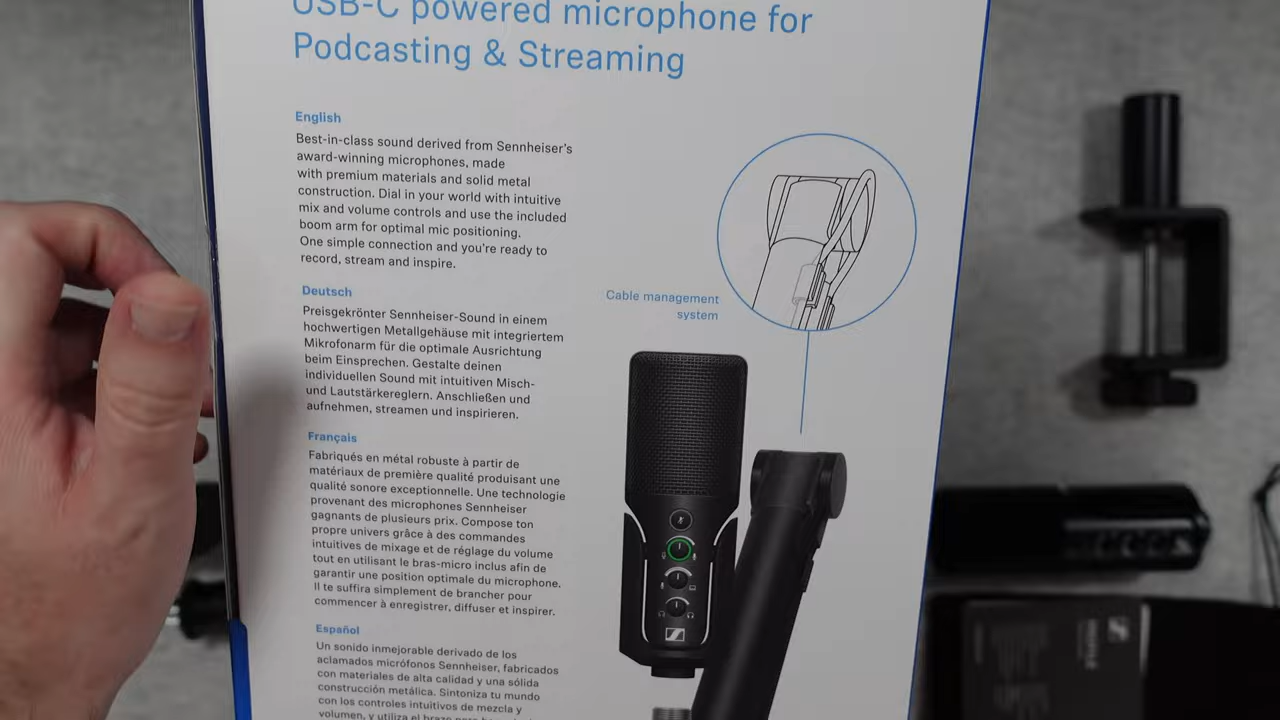 USB-C powered microphone for
Podcasting & Streaming
English
Best-in-class sound derived from Sennheiser's
award-winning microphones, made
with premium materials and solid metal
construction. Dial in your world with intuitive
mix and volume controls and use the included
boom arm for optimal mic positioning.
One simple connection and you're ready to
record, stream and inspire.
Cable management
system
Deutsch
Preisgekrönter Sennheiser-Sound in einem
hochwertigen Metallgehäuse mit integriertem
Mikrofonarm für die optimale Ausrichtung
beim Einsprechen. Gestalte deinen
individuellen Sound mit intuitiven Misch-
und Lautstärkereglern. Anschließen und
aufnehmen, streamen und inspirieren.
Français
Fabriqués en métal robuste à partir de
matériaux de première qualité produisant une
qualité sonore exceptionnelle. Une technologie
provenant des microphones Sennheiser
gagnants de plusieurs prix. Compose ton
propre univers grâce à des commandes
intuitives de mixage et de réglage du volume
tout en utilisant le bras-micro inclus afin de
garantir une position optimale du microphone.
Il te suffira simplement de brancher pour
commencer à enregistrer, diffuser et inspirer.
Español
Un sonido inmejorable derivado de los
aclamados micrófonos Sennheiser, fabricados
con materiales de alta calidad y una sólida
construcción metálica. Sintoniza tu mundo
con los controles intuitivos de mezcla y
volumen, y utiliza el brazo para